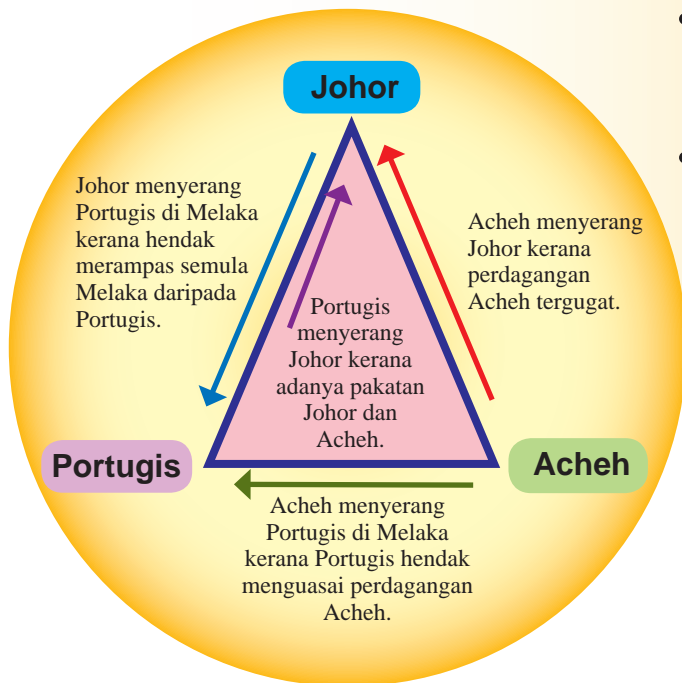 Johor
Johor menyerang
Portugis di Melaka
kerana hendak
merampas semula
Melaka daripada
Portugis.
Acheh menyerang
Johor kerana
perdagangan
Acheh tergugat.
Portugis
menyerang
Johor kerana
adanya pakatan
Johor dan
Acheh.
Portugis
Acheh
Acheh menyerang
Portugis di Melaka
kerana Portugis hendak
menguasai perdagangan
Acheh.